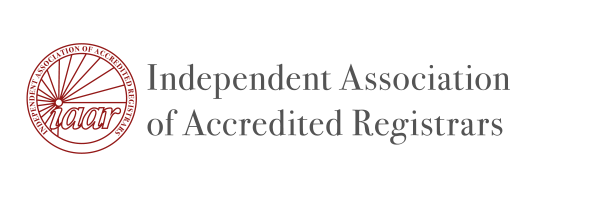 INDEPENDENT ASSOCIATION OF ACCREDITED REGISTRARS
iaar
Independent Association
of Accredited Registrars